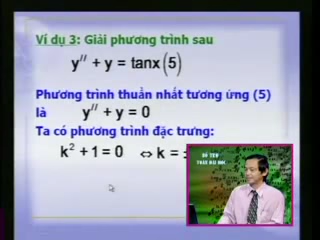 Ví dụ 3: Giải phương trình sau
y'' + y = tanx (5)
Phương trình thuần nhất tương ứng (5)
là y'' + y = 0
Ta có phương trình đặc trưng:
k² + 1 = 0 ⇔ k = ±